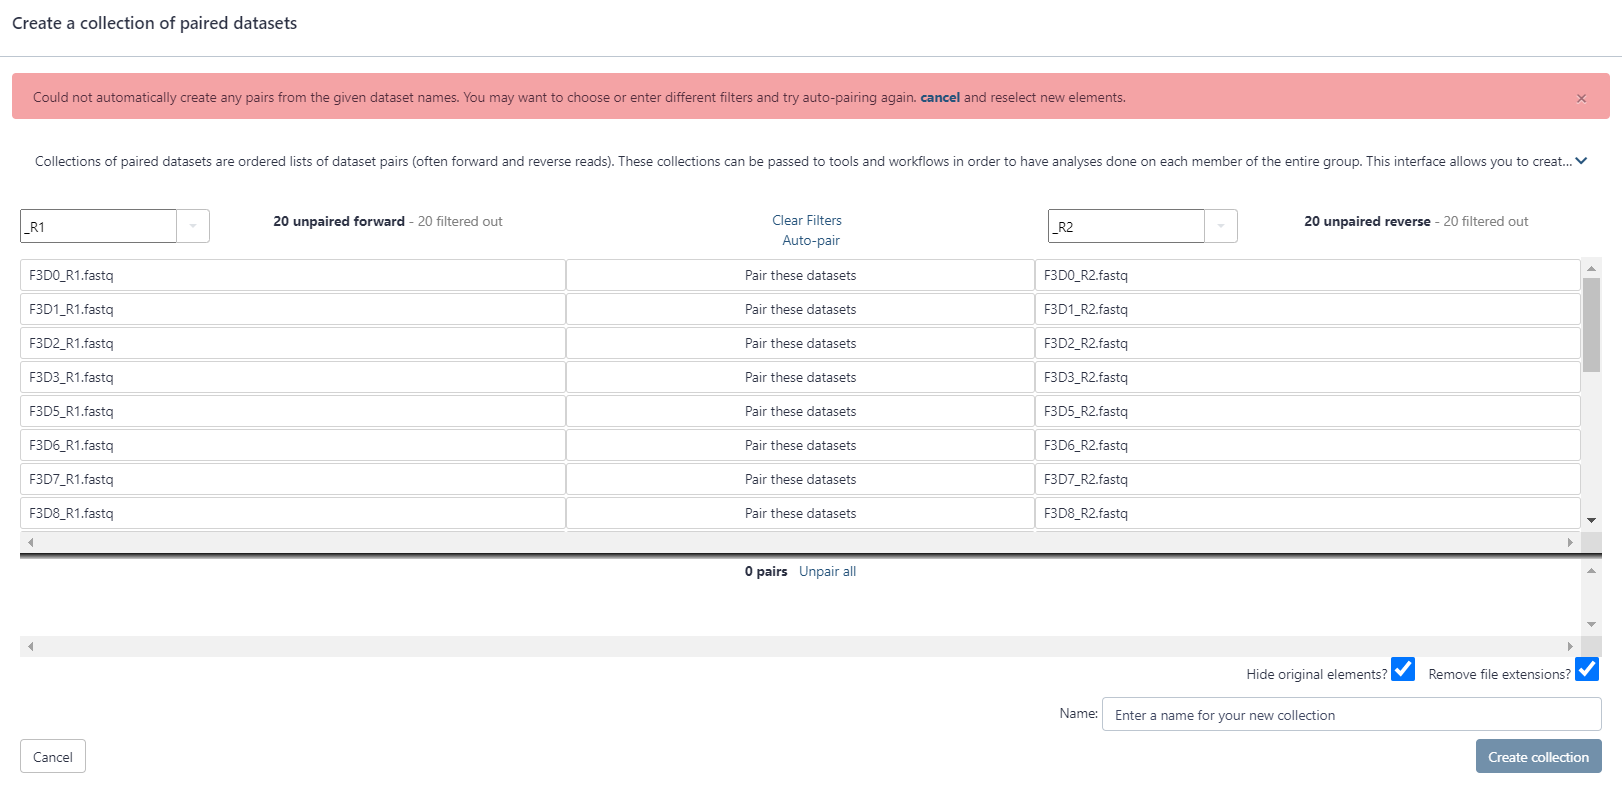 Create a collection of paired datasets
Could not automatically create any pairs from the given dataset names. You may want to choose or enter different filters and try auto-pairing again. cancel and reselect new elements.
×
Collections of paired datasets are ordered lists of dataset pairs (often forward and reverse reads). These collections can be passed to tools and workflows in order to have analyses done on each member of the entire group. This interface allows you to creat...
_R1
20 unpaired forward - 20 filtered out
Clear Filters
Auto-pair
_R2
20 unpaired reverse - 20 filtered out
F3D0_R1.fastq Pair these datasets F3D0_R2.fastq
F3D1_R1.fastq Pair these datasets F3D1_R2.fastq
F3D2_R1.fastq Pair these datasets F3D2_R2.fastq
F3D3_R1.fastq Pair these datasets F3D3_R2.fastq
F3D5_R1.fastq Pair these datasets F3D5_R2.fastq
F3D6_R1.fastq Pair these datasets F3D6_R2.fastq
F3D7_R1.fastq Pair these datasets F3D7_R2.fastq
F3D8_R1.fastq Pair these datasets F3D8_R2.fastq
0 pairs Unpair all
Hide original elements? Remove file extensions?
Name: Enter a name for your new collection
Cancel
Create collection